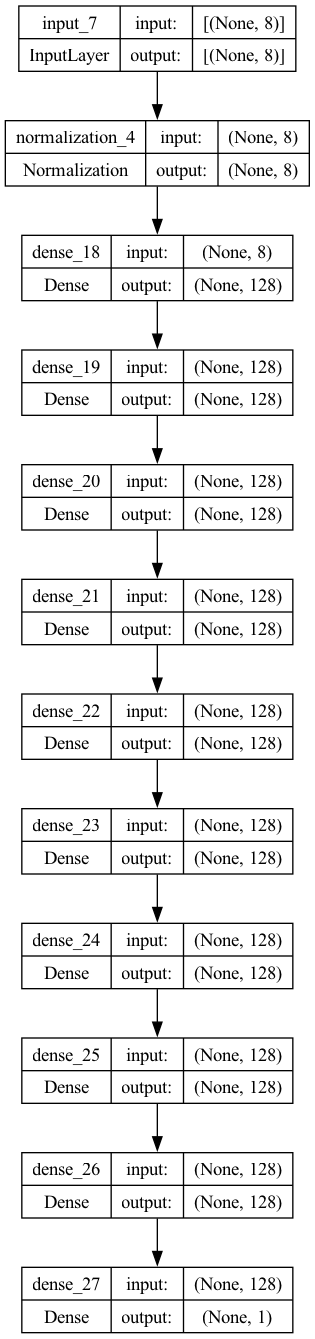 input_7 input: [(None, 8)]
InputLayer output: [(None, 8)]
normalization_4 input: (None, 8)
Normalization output: (None, 8)
dense_18 input: (None, 8)
Dense output: (None, 128)
dense_19 input: (None, 128)
Dense output: (None, 128)
dense_20 input: (None, 128)
Dense output: (None, 128)
dense_21 input: (None, 128)
Dense output: (None, 128)
dense_22 input: (None, 128)
Dense output: (None, 128)
dense_23 input: (None, 128)
Dense output: (None, 128)
dense_24 input: (None, 128)
Dense output: (None, 128)
dense_25 input: (None, 128)
Dense output: (None, 128)
dense_26 input: (None, 128)
Dense output: (None, 128)
dense_27 input: (None, 128)
Dense output: (None, 1)